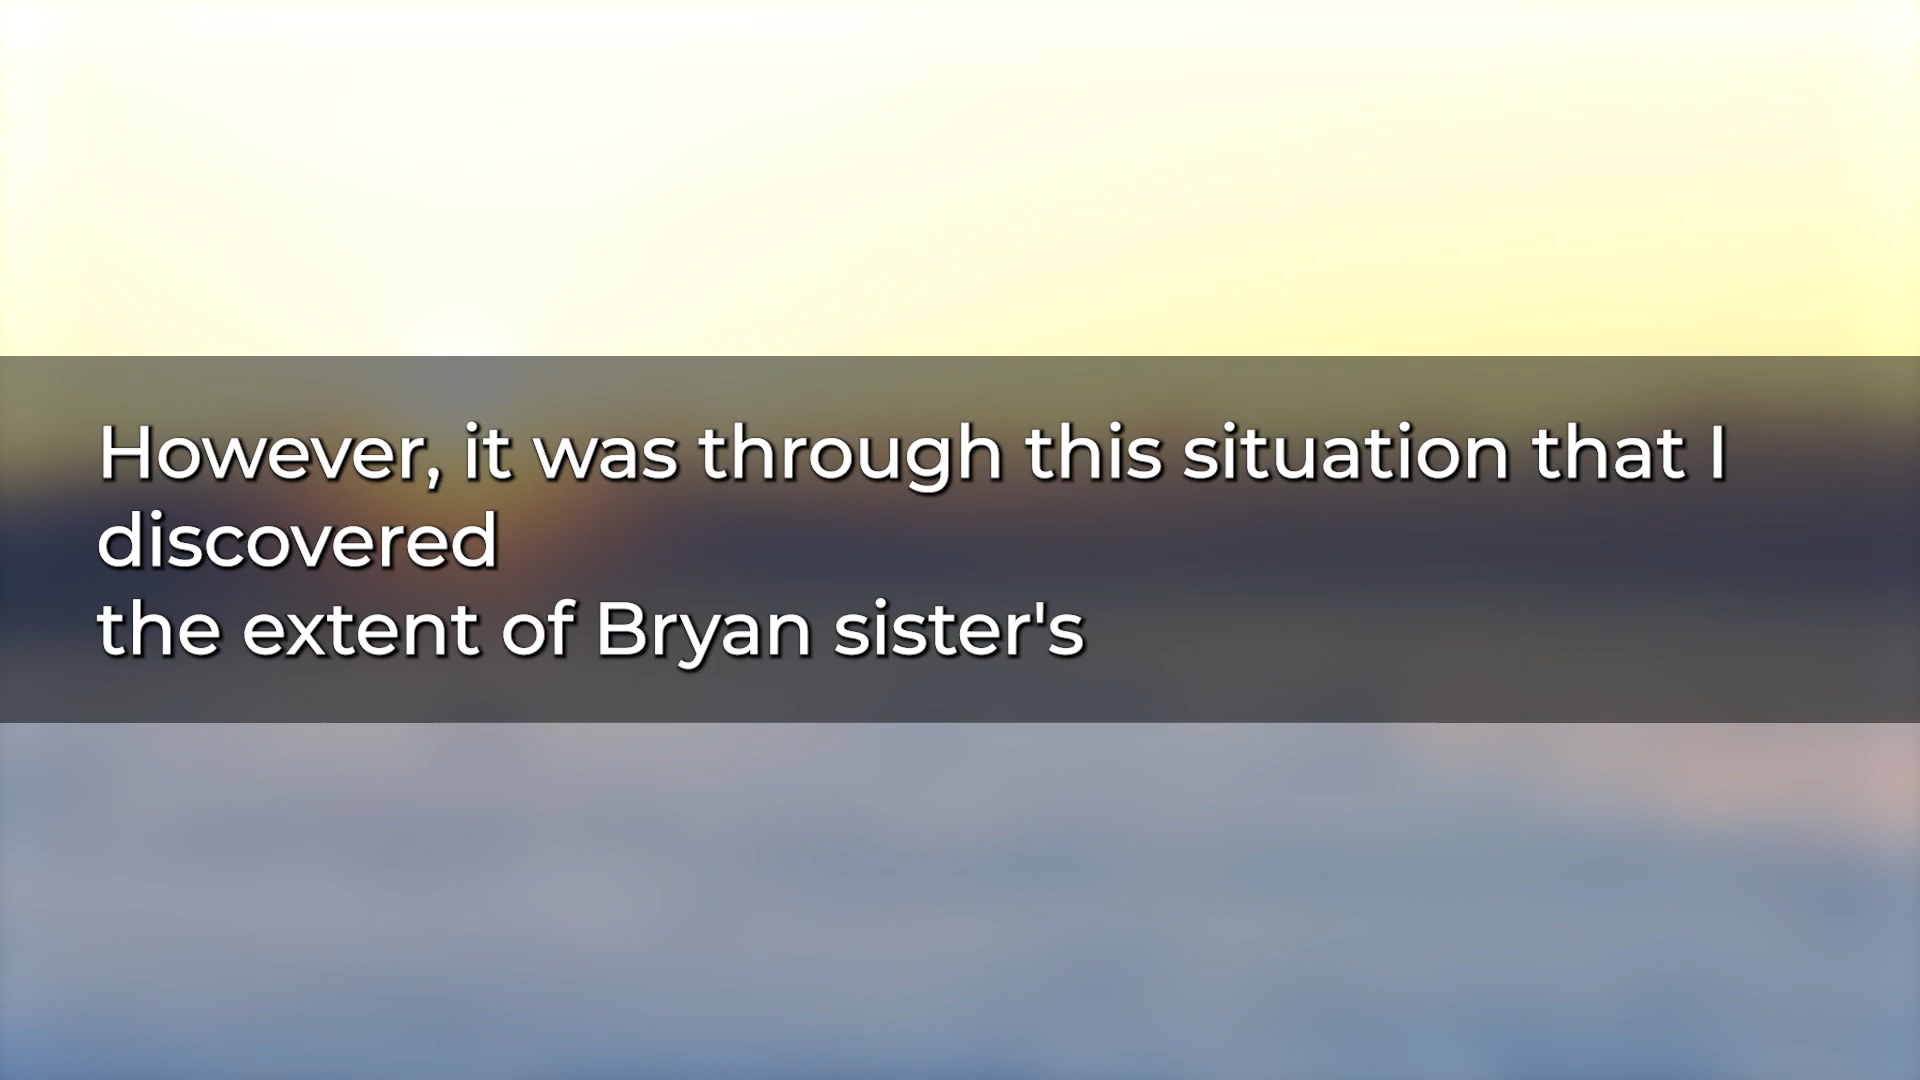 However, it was through this situation that I
discovered
the extent of Bryan sister's